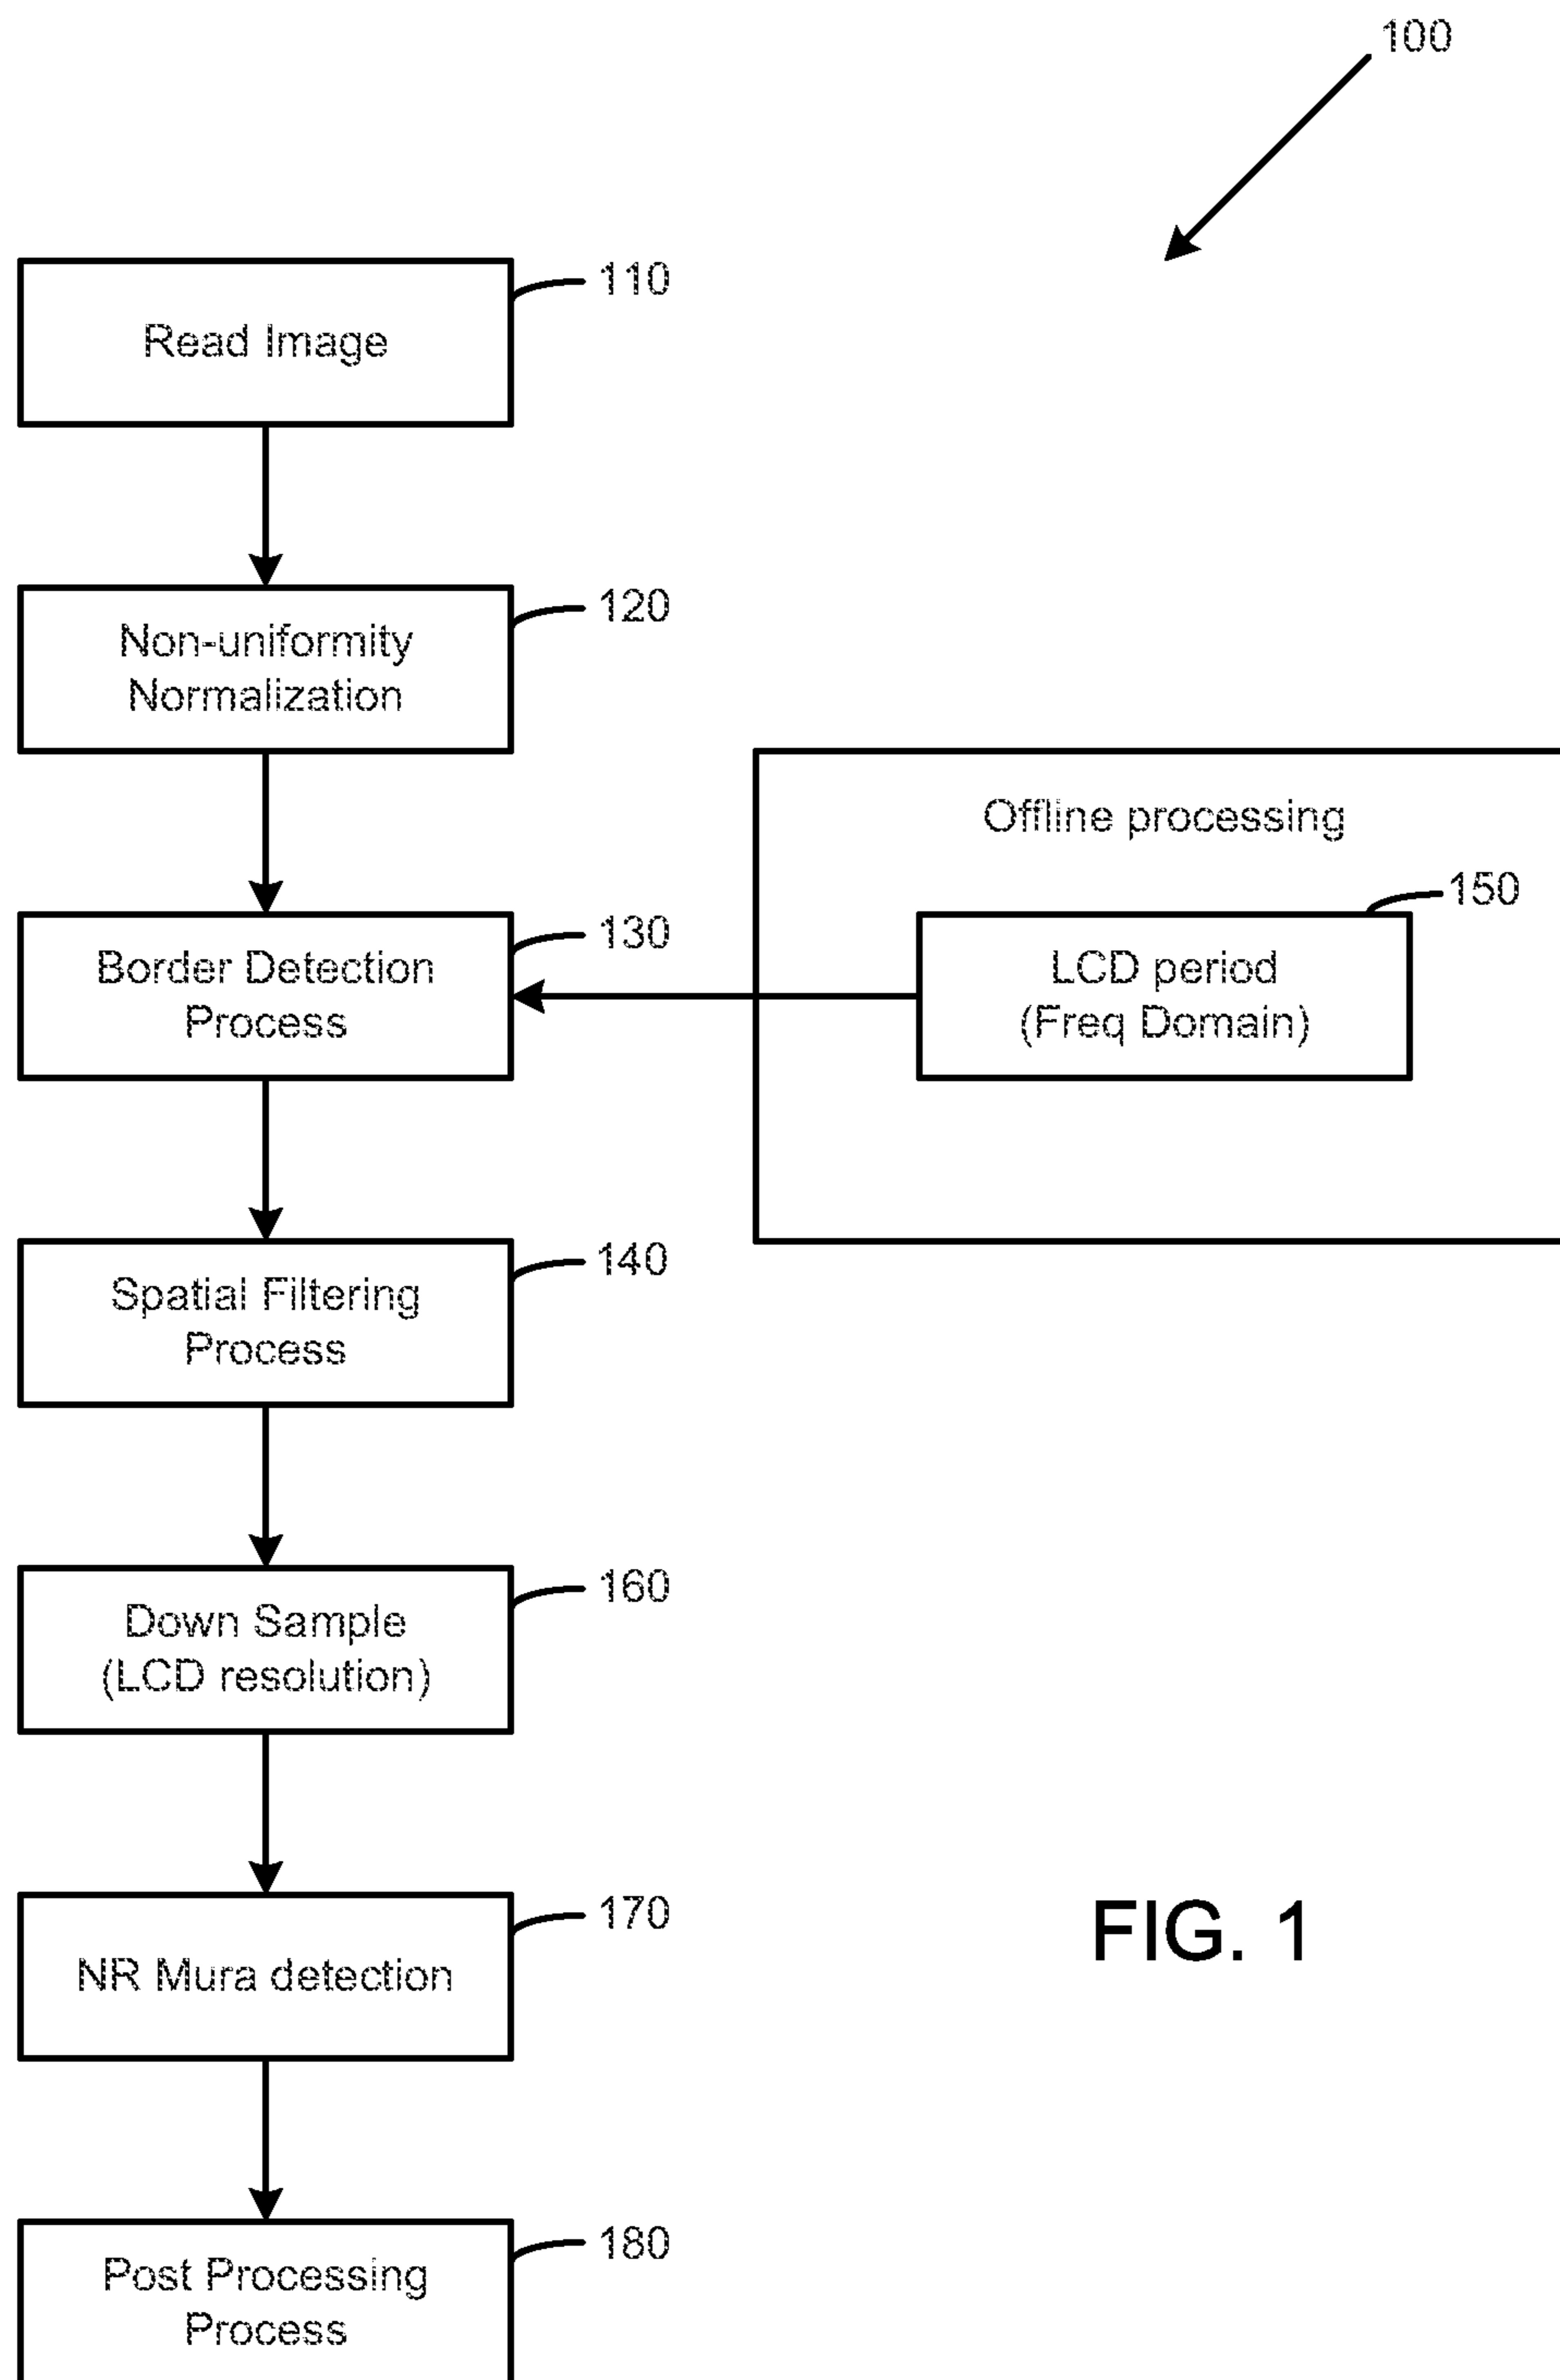 100
110
Read Image
120
Non-uniformity
Normalization
Offline processing
150
130
Border Detection
Process
LCD period
(Freq Domain)
140
Spatial Filtering
Process
160
Down Sample
(LCD resolution)
170
NR Mura detection
FIG. 1
180
Post Processing
Process